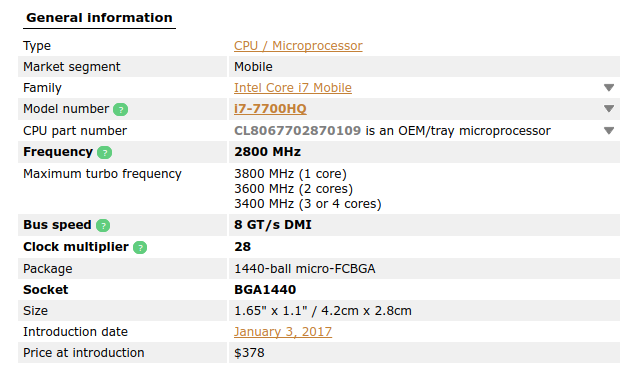 General information
Type CPU / Microprocessor
Market segment Mobile
Family Intel Core i7 Mobile
Model number ? i7-7700HQ
CPU part number CL8067702870109 is an OEM/tray microprocessor
Frequency ? 2800 MHz
Maximum turbo frequency 3800 MHz (1 core)
3600 MHz (2 cores)
3400 MHz (3 or 4 cores)
Bus speed ? 8 GT/s DMI
Clock multiplier ? 28
Package 1440-ball micro-FCBGA
Socket BGA1440
Size 1.65" x 1.1" / 4.2cm x 2.8cm
Introduction date January 3, 2017
Price at introduction $378